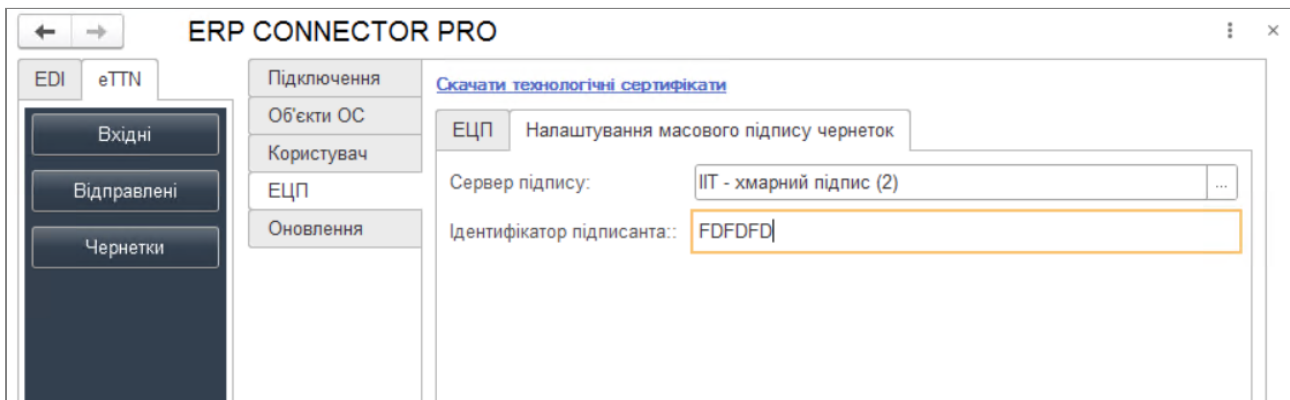 ERP CONNECTOR PRO
EDI
eTTN
Вхідні
Відправлені
Чернетки
Підключення
Об'єкти ОС
Користувач
ЕЦП
Оновлення
Скачати технологічні сертифікати
ЕЦП
Налаштування масового підпису чернеток
Сервер підпису:
ІІТ - хмарний підпис (2)
...
Ідентифікатор підписанта::
FDFDFD